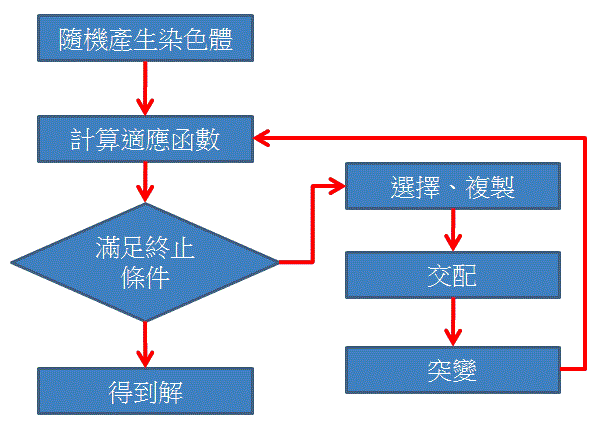 隨機產生染色體
計算適應函數
滿足終止
條件
得到解
選擇、複製
交配
突變